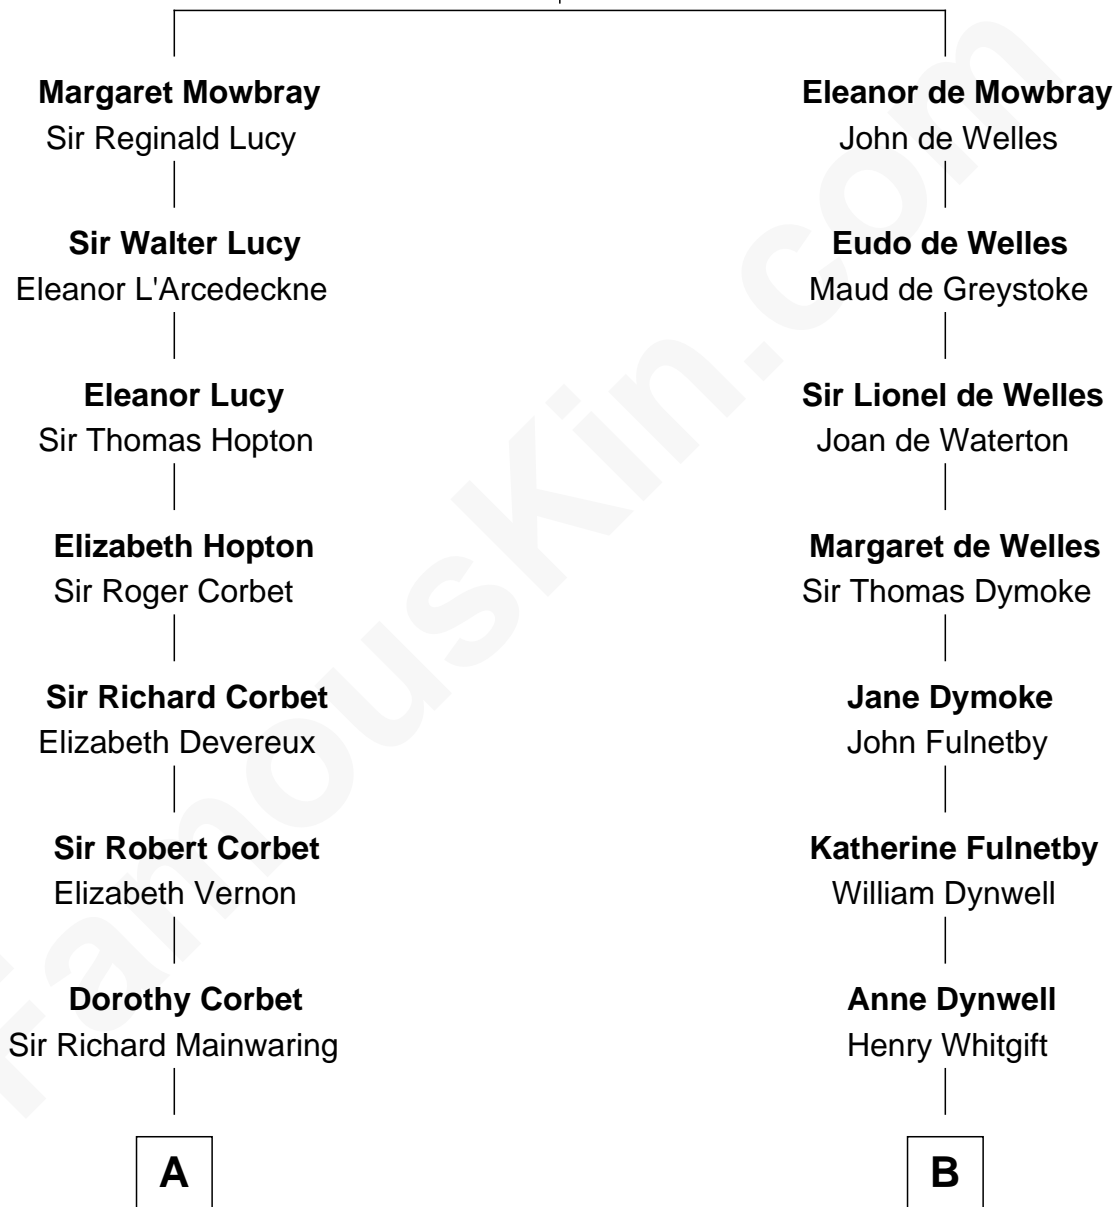 Margaret Mowbray
Sir Reginald Lucy
Eleanor de Mowbray
John de Welles
Sir Walter Lucy
Eleanor L'Arcedeckne
Eudo de Welles
Maud de Greystoke
Eleanor Lucy
Sir Thomas Hopton
Sir Lionel de Welles
Joan de Waterton
Elizabeth Hopton
Sir Roger Corbet
Margaret de Welles
Sir Thomas Dymoke
Sir Richard Corbet
Elizabeth Devereux
Jane Dymoke
John Fulnetby
Sir Robert Corbet
Elizabeth Vernon
Katherine Fulnetby
William Dynwell
Dorothy Corbet
Sir Richard Mainwaring
Anne Dynwell
Henry Whitgift
A
B
FamousKin.com